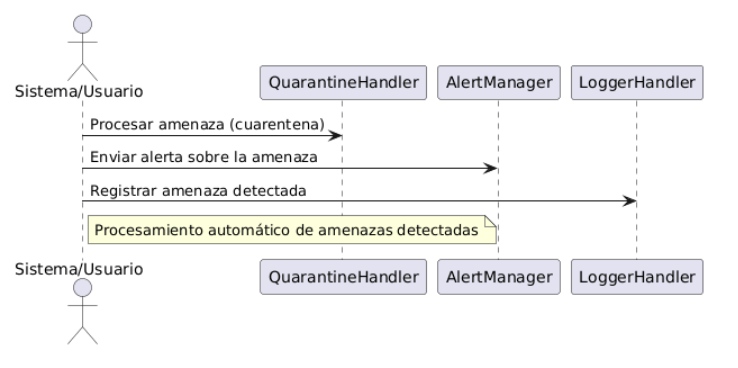 Sistema/Usuario
QuarantineHandler
AlertManager
LoggerHandler
Procesar amenaza (cuarentena)
Enviar alerta sobre la amenaza
Registrar amenaza detectada
Procesamiento automático de amenazas detectadas
Sistema/Usuario
QuarantineHandler
AlertManager
LoggerHandler